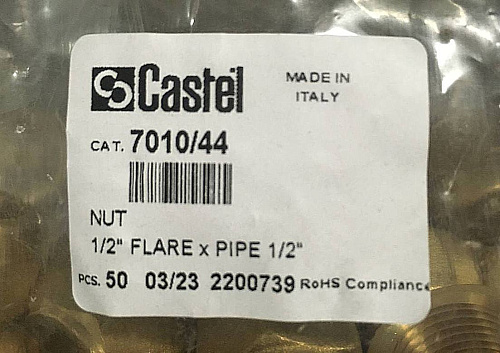 Castel
MADE IN
ITALY
CAT. 7010/44
NUT
1/2" FLARE x PIPE 1/2"
PCS. 50 03/23 2200739 RoHS Compliance